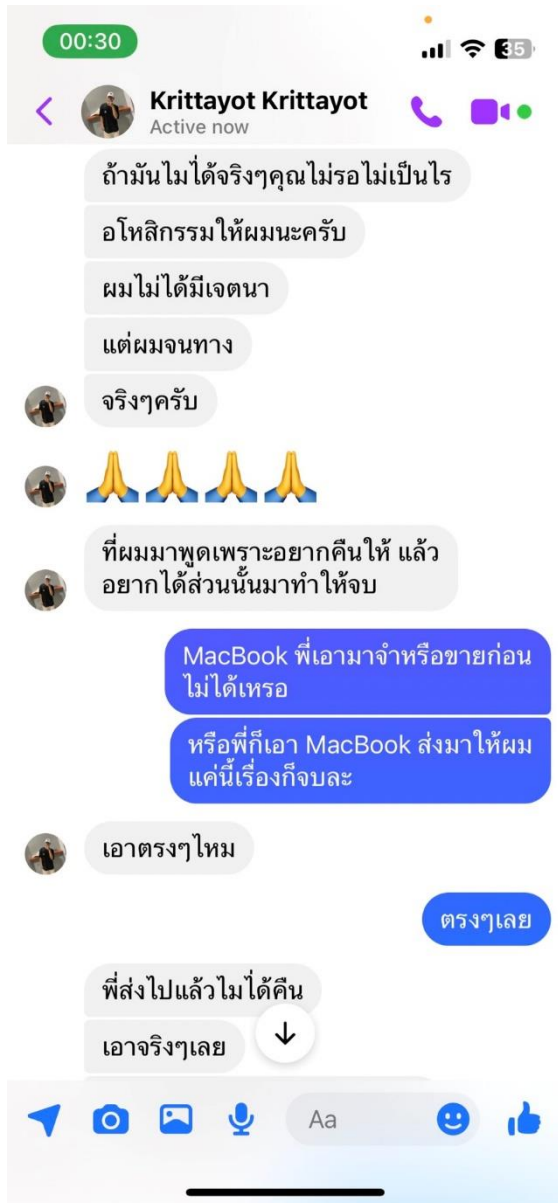 00:30
35
Krittayot Krittayot
Active now
ถ้ามันไมไ่ด้จริงๆคุณไม่รอไม่เป็นไร
อโหสิกรรมให้ผมนะครับ
ผมไม่ได้มีเจตนา
แต่ผมจนทาง
จริงๆครับ
🙏🙏🙏🙏
ที่ผมมาพูดเพราะอยากคืนให้ แล้ว
อยากได้ส่วนนั้นมาทำให้จบ
MacBook พี่เอามาจำหรือขายก่อน
ไม่ได้เหรอ
หรือพี่ก็เอา MacBook ส่งมาให้ผม
แค่นี้เรื่องก็จบละ
เอาตรงๆไหม
ตรงๆเลย
พี่ส่งไปแล้วไมไ่ด้คืน
เอาจริงๆเลย
Aa